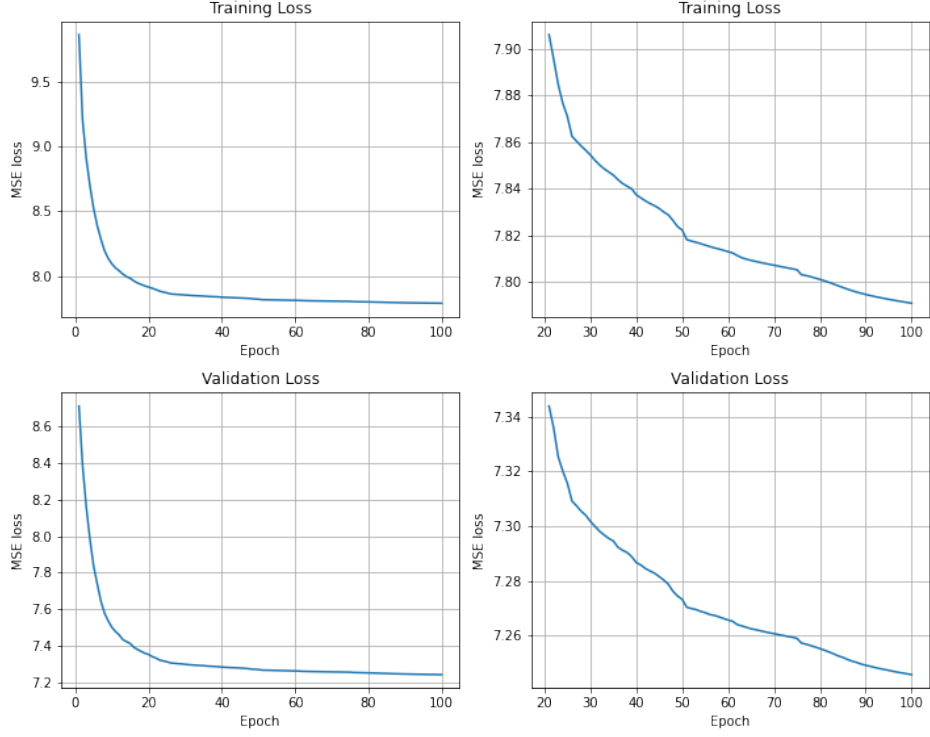 Training Loss
MSE loss
9.5
9.0
8.5
8.0
0 20 40 60 80 100
Epoch
Training Loss
MSE loss
7.90
7.88
7.86
7.84
7.82
7.80
20 30 40 50 60 70 80 90 100
Epoch
Validation Loss
MSE loss
8.6
8.4
8.2
8.0
7.8
7.6
7.4
7.2
0 20 40 60 80 100
Epoch
Validation Loss
MSE loss
7.34
7.32
7.30
7.28
7.26
20 30 40 50 60 70 80 90 100
Epoch